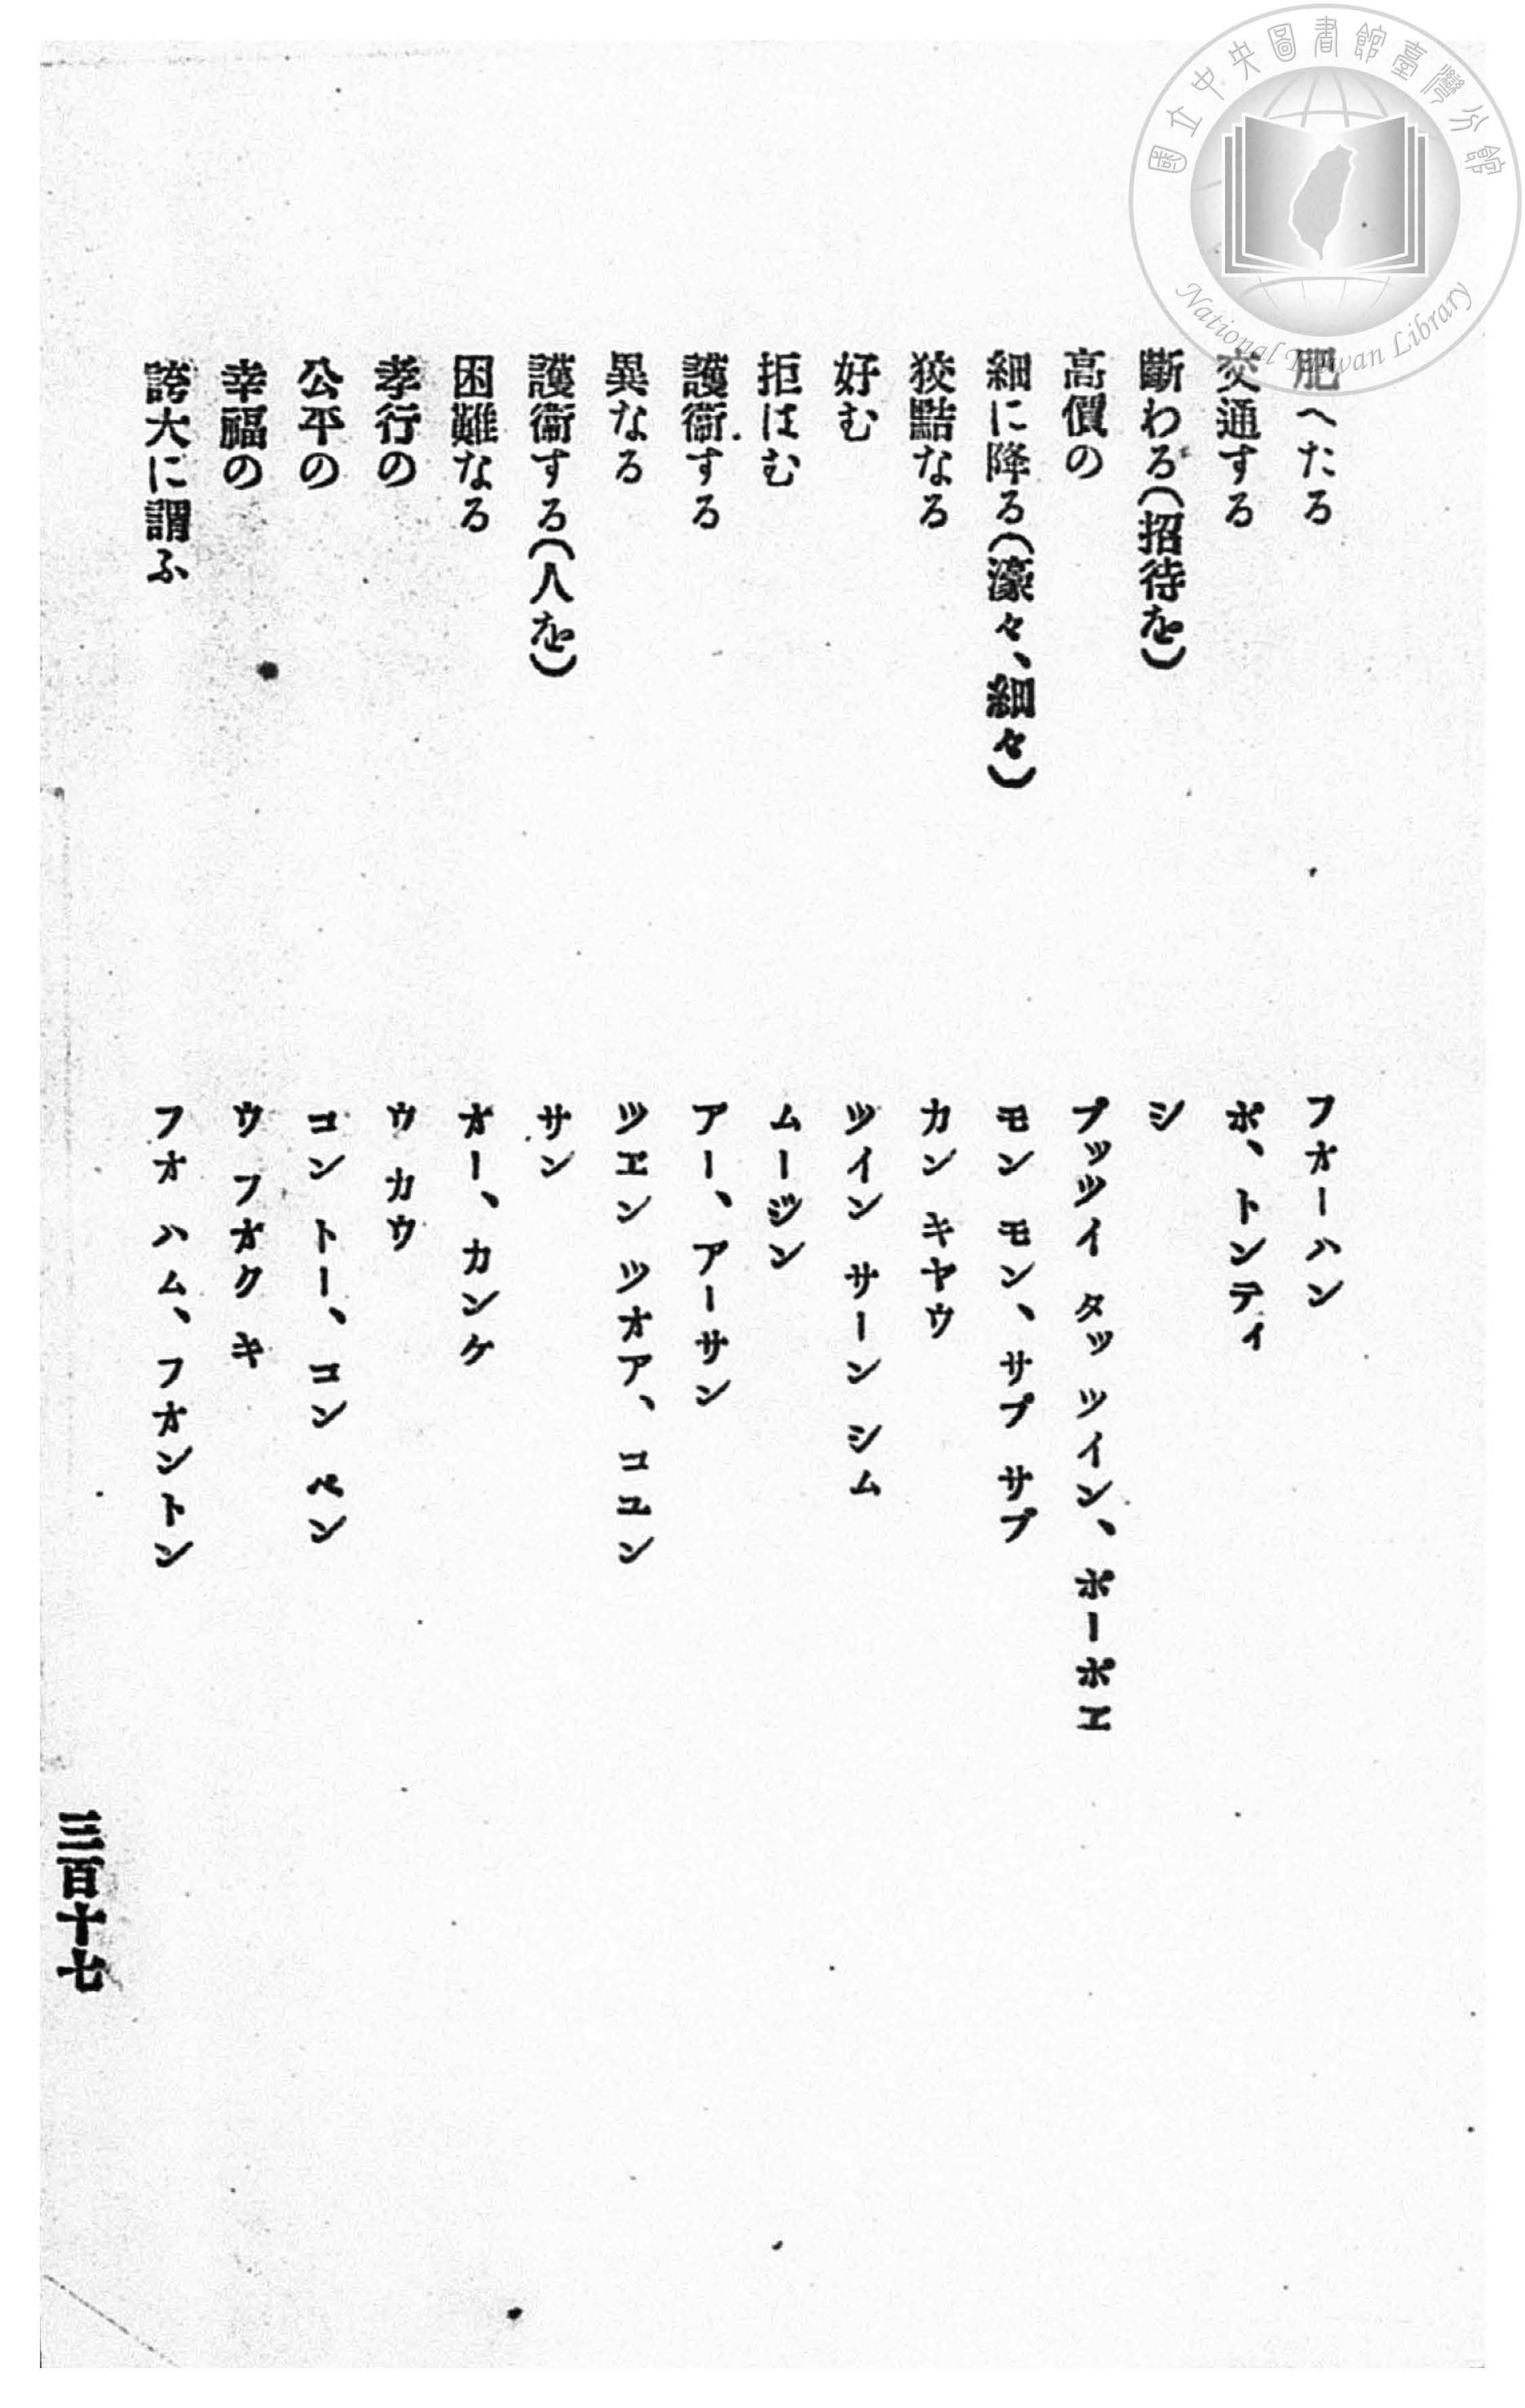 國立中央圖書館臺灣分館
National Taiwan Library
肥へたる フオーハン
交通する ポ、トンテイ
斷わる(招待を) シ
高價の プッツイ タッ ツイン、ポーポエ
細に降る(濛々、細々) モン モン、サプ サプ
狡黠なる カン キヤウ
好む ツイン サーン シム
拒はむ ムージン
護衞する アー、アーサン
異なる ツエン ツオア、コエン
護衞する(人を) サン
困難なる オー、カンケ
孝行の ウ カウ
公平の コン トー、コン ペン
幸福の ウ フオク キ
誇大に謂ふ フオ ハム、フオントン
三百十七